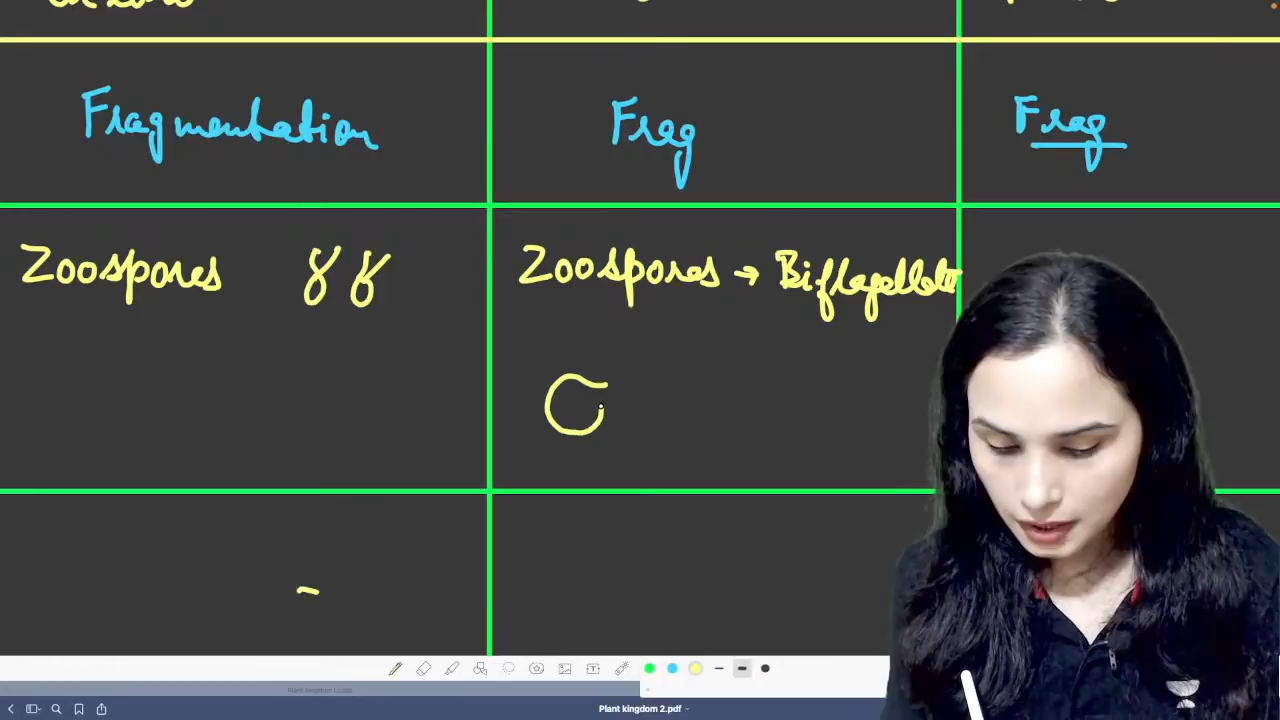 Fragmentation
Frag
Frag
Zoospores
Zoospores → Biflagellate
Plant kingdom 2.pdf